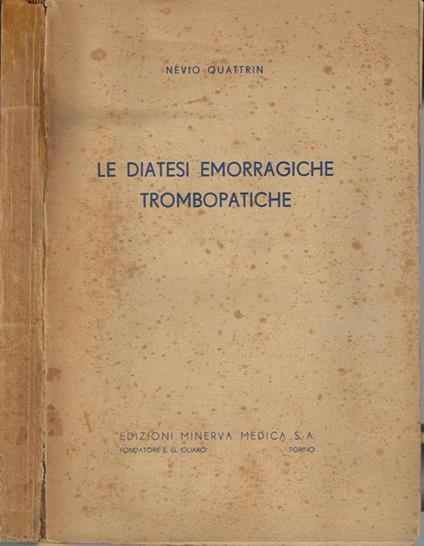 NEVIO QUATTRIN
LE DIATESI EMORRAGICHE
TROMBOPATICHE
EDIZIONI MINERVA MEDICA S. A.
FONDATORE E. G. OLIARO TORINO